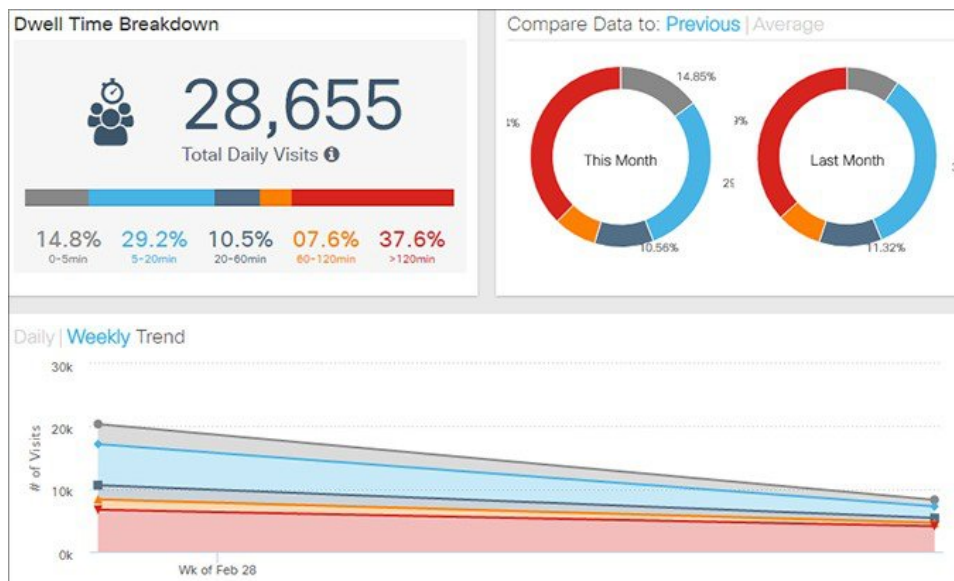 Dwell Time Breakdown
28,655
Total Daily Visits
14.8% 29.2% 10.5% 07.6% 37.6%
0-5min 5-20min 20-60min 60-120min >120min
Compare Data to: Previous | Average
14.85%
This Month
10.56%
Last Month
11.32%
Daily | Weekly Trend
30k
20k
10k
0k
# of Visits
Wk of Feb 28